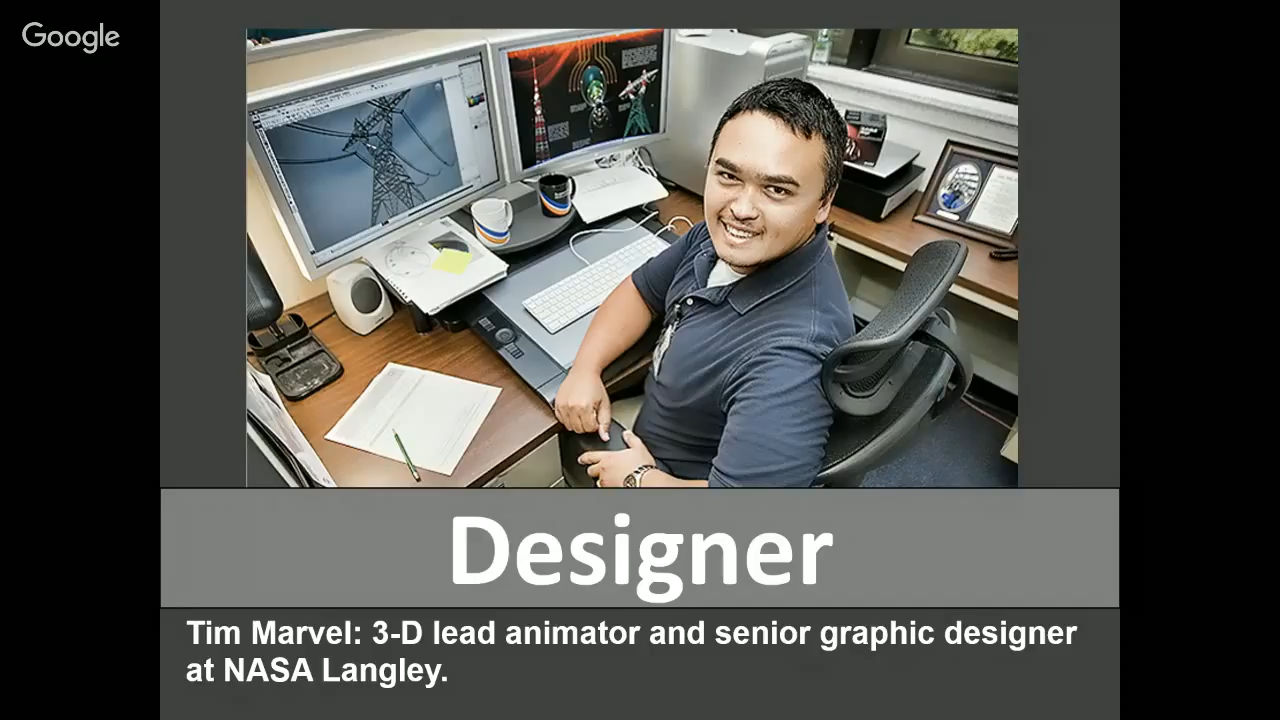 Google
Designer
Tim Marvel: 3-D lead animator and senior graphic designer
at NASA Langley.